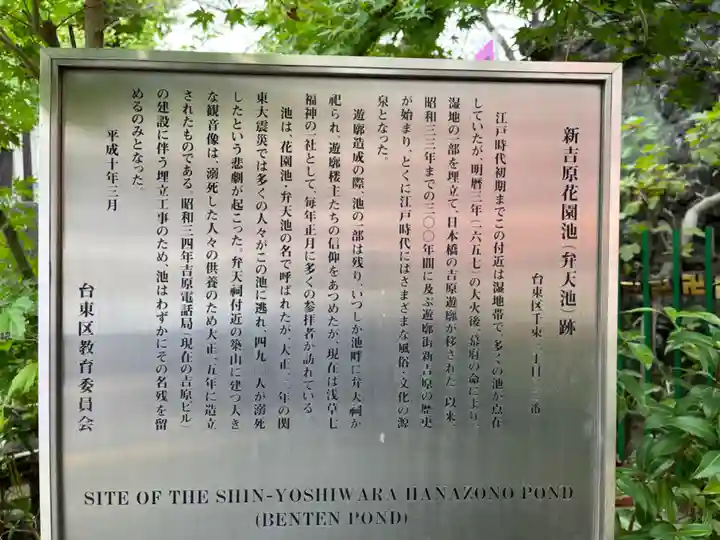 新吉原花園池(弁天池)跡
台東区千束三丁目二二番
江戸時代初期までこの付近は湿地帯で、多くの池が点在
していたが、明暦三年(一六五七)の大火後、幕府の命により、
湿地の一部を埋立て、日本橋の吉原遊廓が移された。以来、
昭和三三年までの三〇〇年間に及ぶ遊廓街新吉原の歴史
が始まり、とくに江戸時代にはさまざまな風俗・文化の源
泉となった。
遊廓造成の際、池の一部は残り、いつしか池畔に弁天祠が
祀られ、遊廓楼主たちの信仰をあつめたが、現在は浅草七
福神の一社として、毎年正月に多くの参拝者が訪れている。
池は、花園池・弁天池の名で呼ばれたが、大正一二年の関
東大震災では多くの人々がこの池に逃れ、四九〇人が溺死
したという悲劇が起こった。弁天祠付近の築山に建つ大き
な観音像は、溺死した人々の供養のため大正一五年に造立
されたものである。昭和三四年吉原電話局(現在の吉原ビル)
の建設に伴う埋立工事のため、池はわずかにその名残を留
めるのみとなった。
平成十年三月
台東区教育委員会
SITE OF THE SHIN-YOSHIWARA HANAZONO POND
(BENTEN POND)